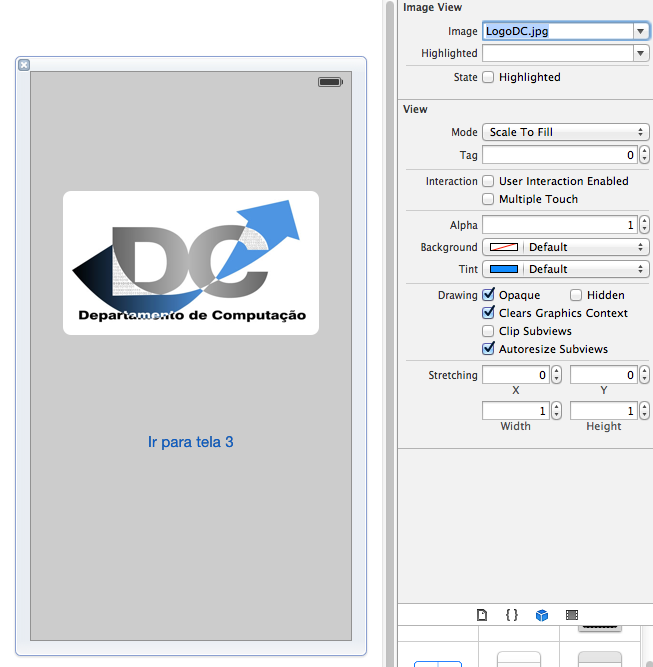 DC
Departamento de Computação
Ir para tela 3
Image View
Image LogoDC.jpg
Highlighted
State Highlighted
View
Mode Scale To Fill
Tag 0
Interaction User Interaction Enabled
Multiple Touch
Alpha 1
Background Default
Tint Default
Drawing Opaque Hidden
Clears Graphics Context
Clip Subviews
Autoresize Subviews
Stretching 0 0
X Y
1 1
Width Height
{ }